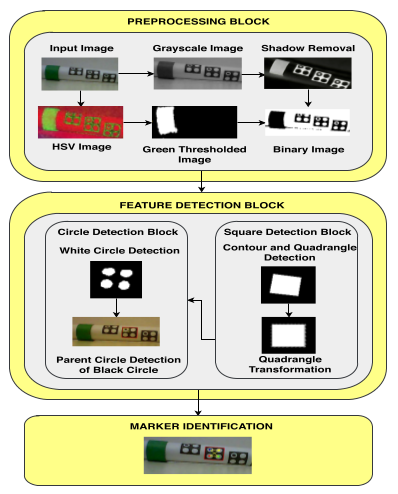 PREPROCESSING BLOCK
Input Image
Grayscale Image
Shadow Removal
HSV Image
Green Thresholded
Image
Binary Image
FEATURE DETECTION BLOCK
Circle Detection Block
White Circle Detection
Parent Circle Detection
of Black Circle
Square Detection Block
Contour and Quadrangle
Detection
Quadrangle
Transformation
MARKER IDENTIFICATION